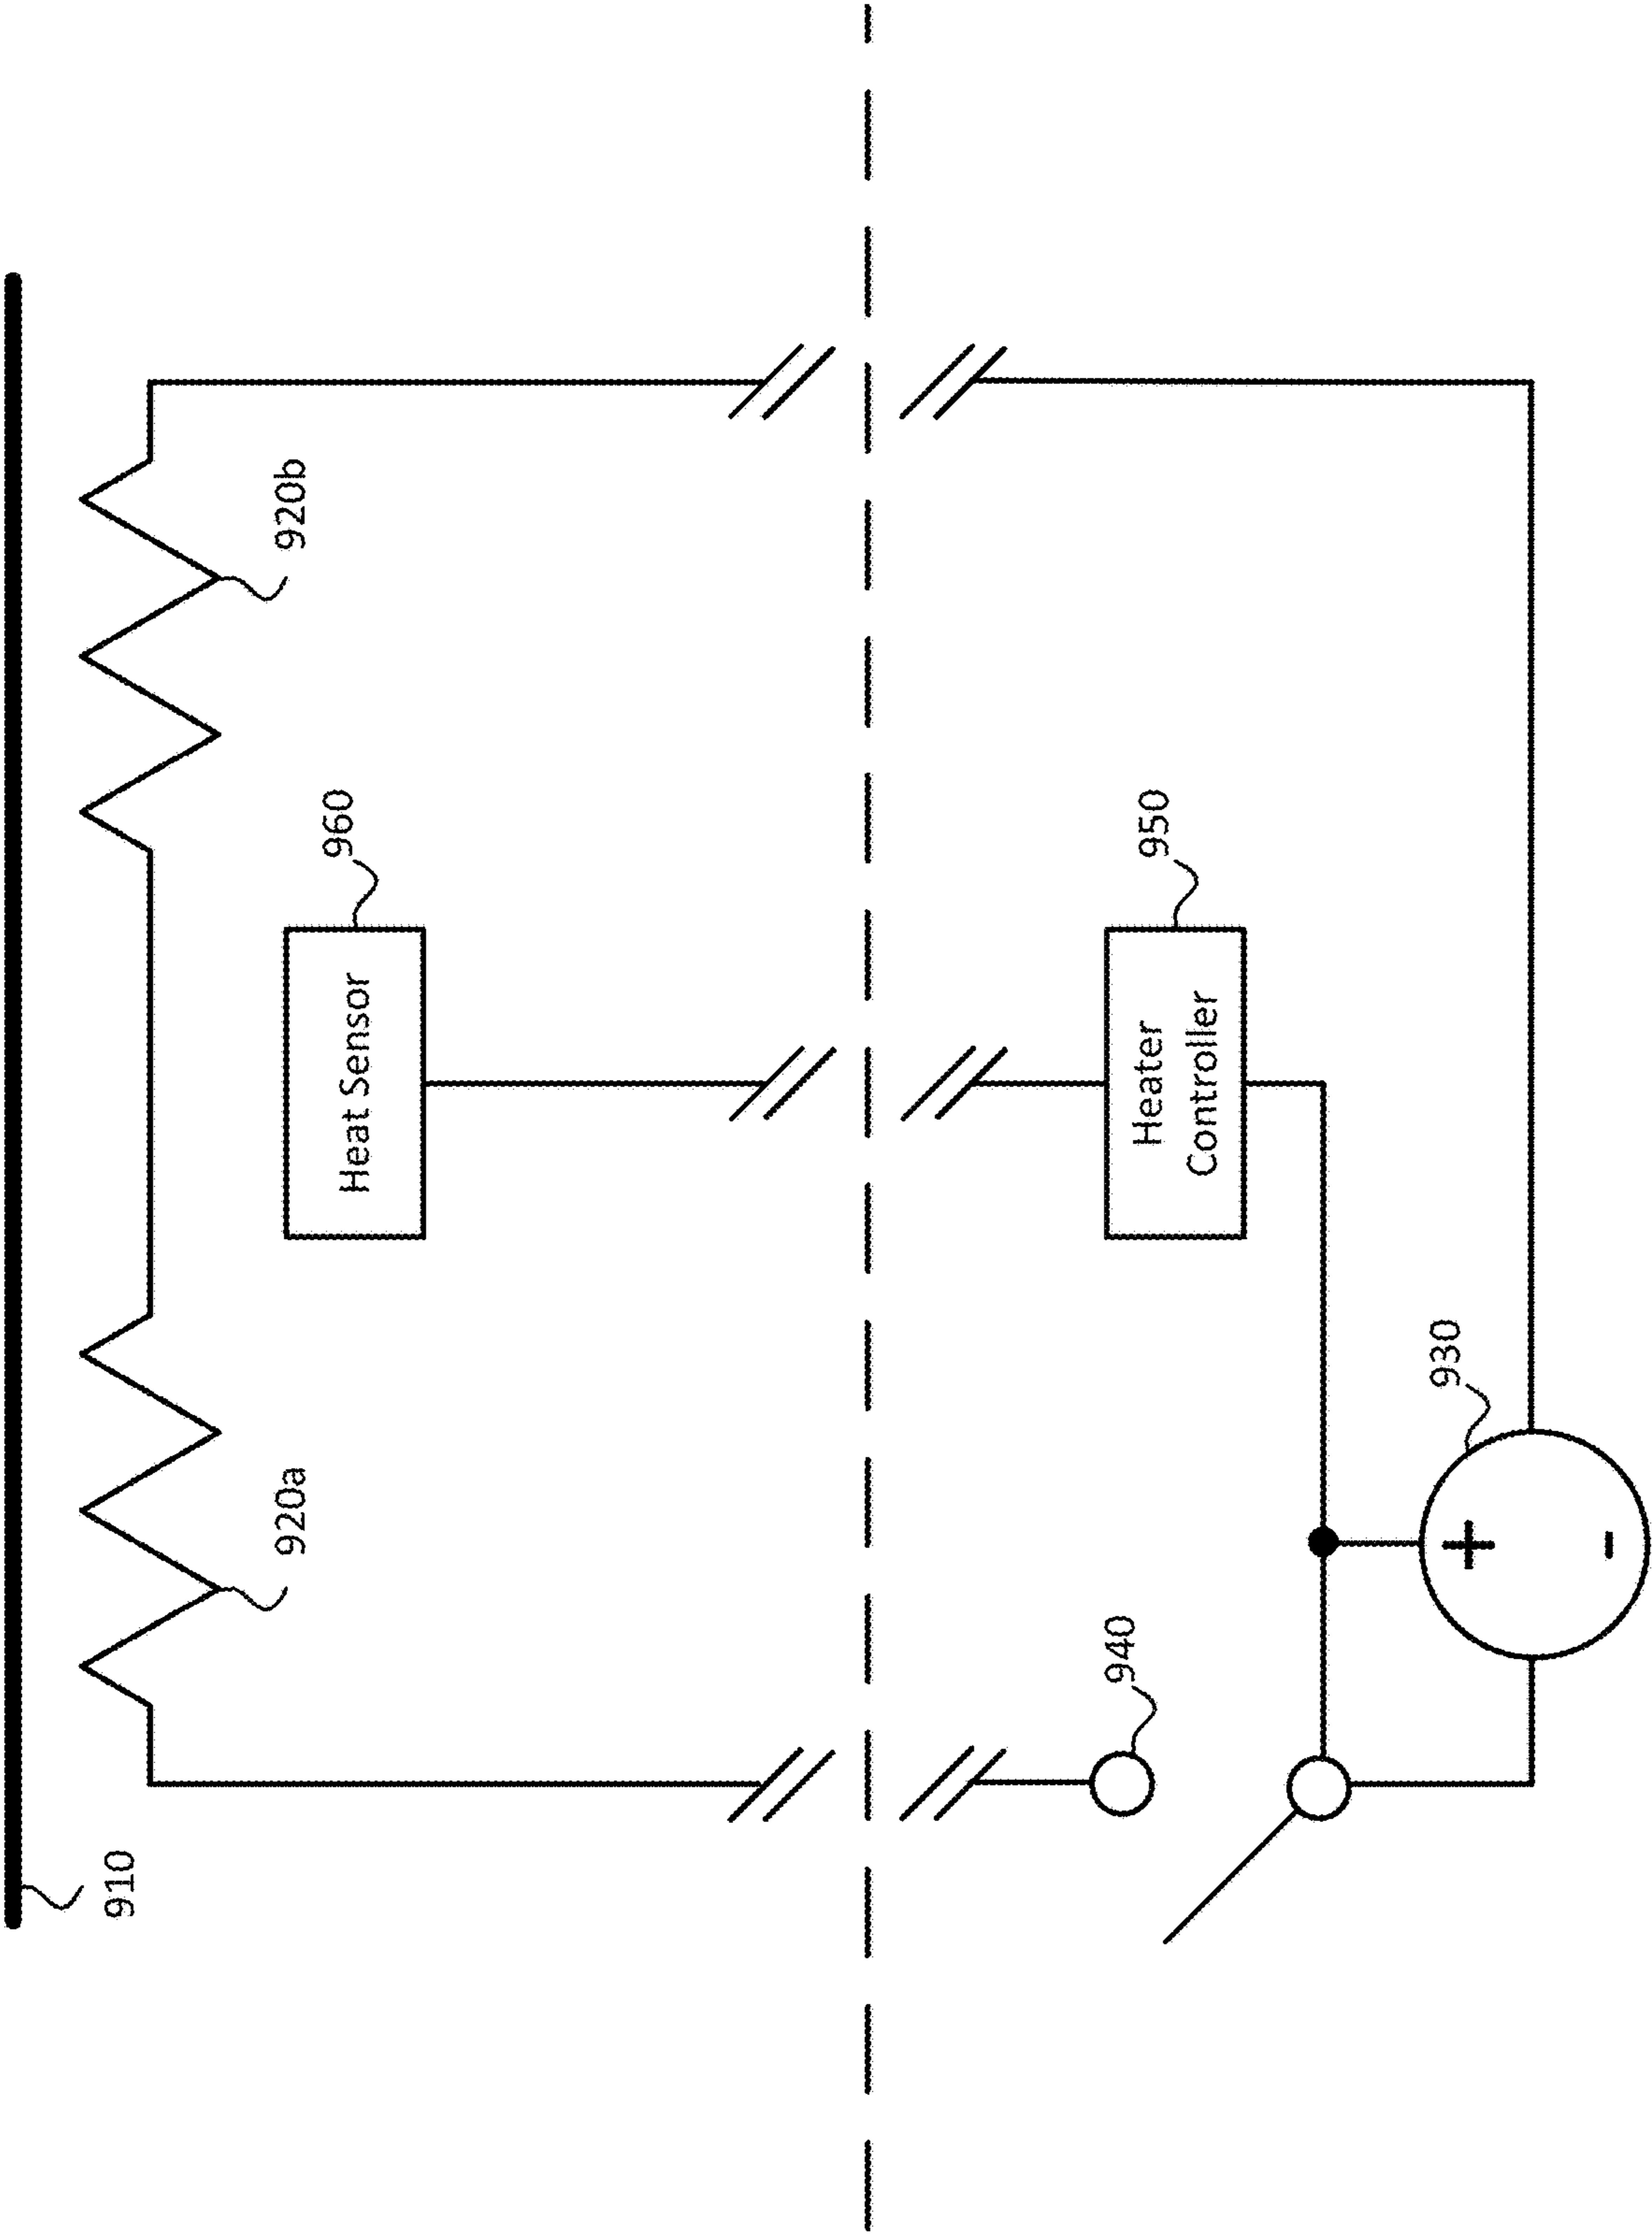 910
920a
920b
Heat Sensor
960
940
Heater
Controller
950
930
+
-